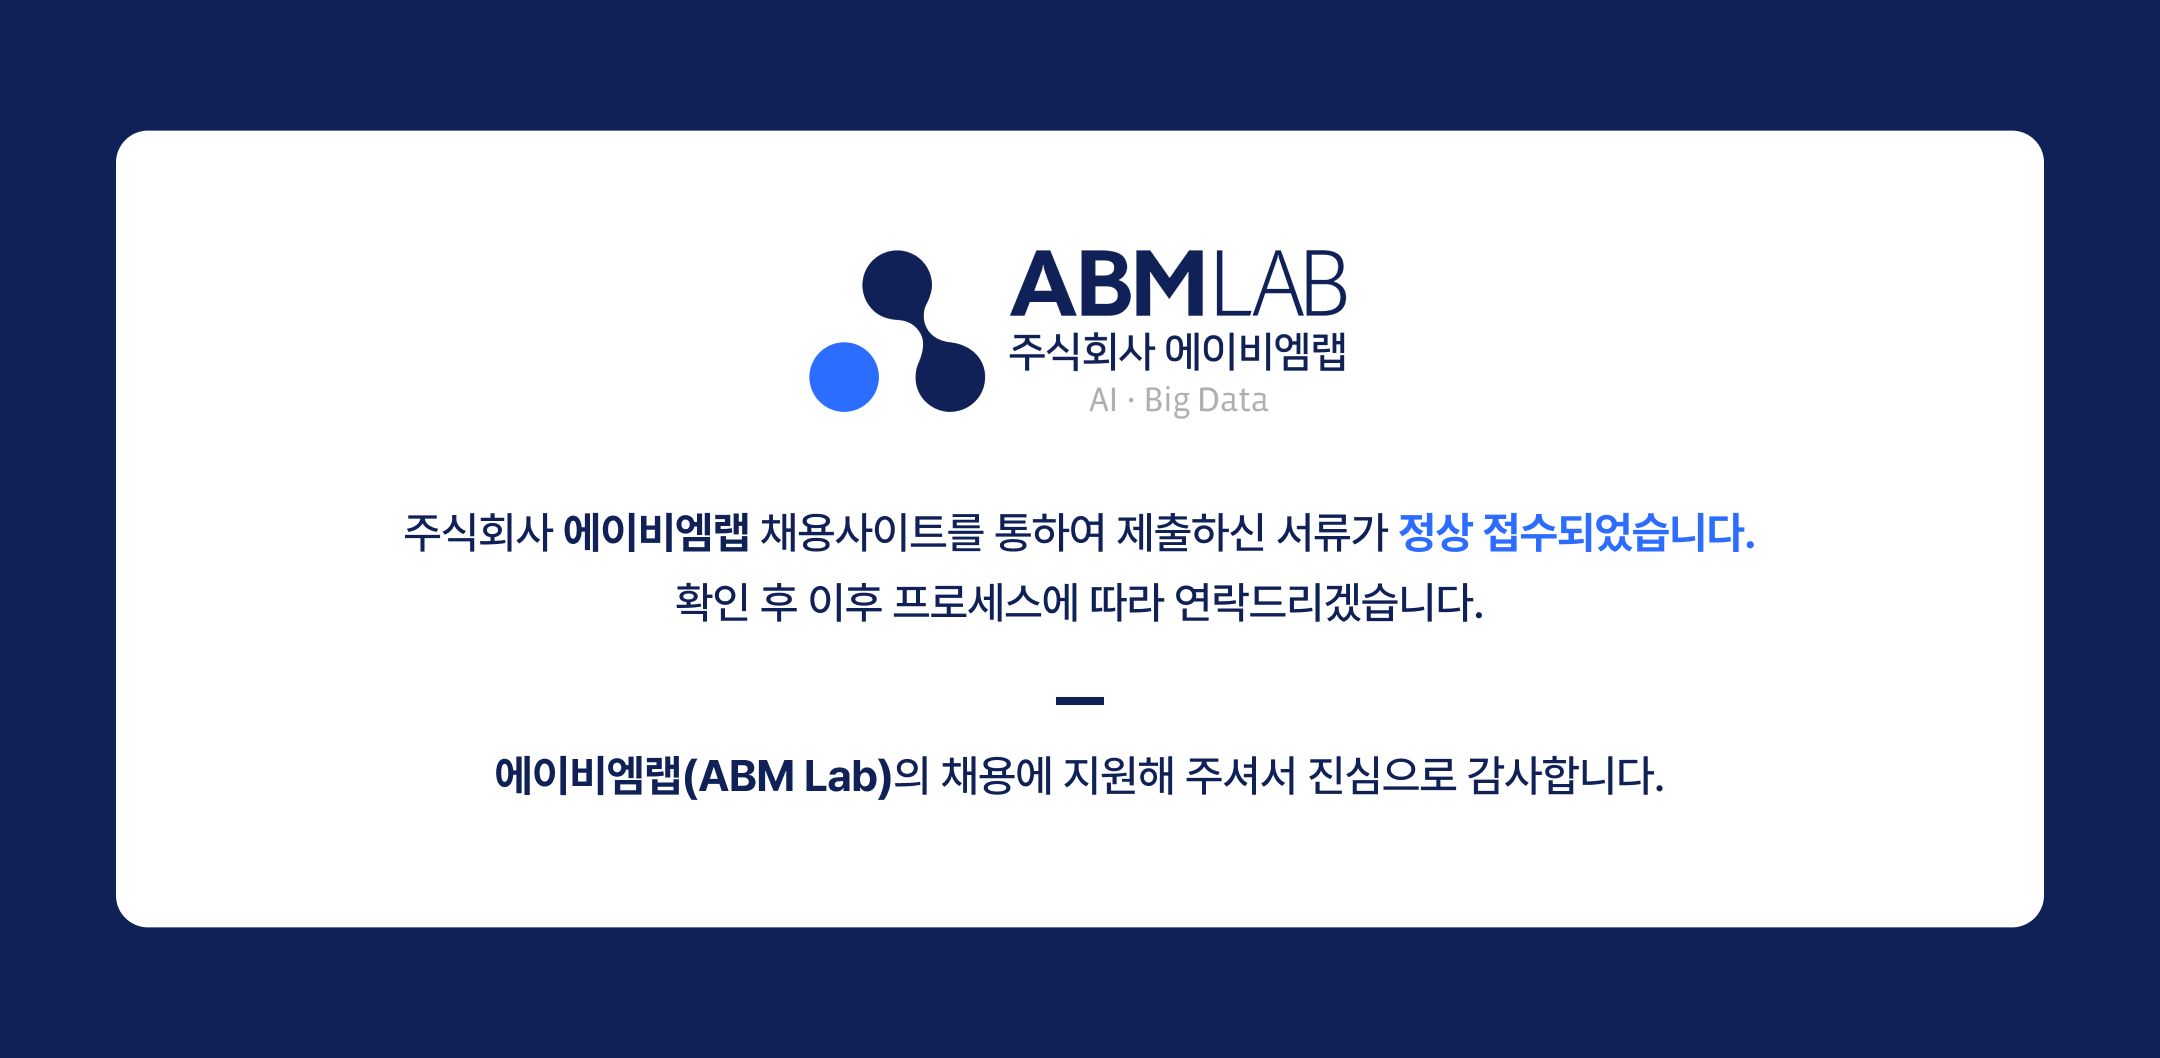 ABMLAB
주식회사 에이비엠랩
AI · Big Data
주식회사 에이비엠랩 채용사이트를 통하여 제출하신 서류가 정상 접수되었습니다.
확인 후 이후 프로세스에 따라 연락드리겠습니다.
에이비엠랩(ABM Lab)의 채용에 지원해 주셔서 진심으로 감사합니다.